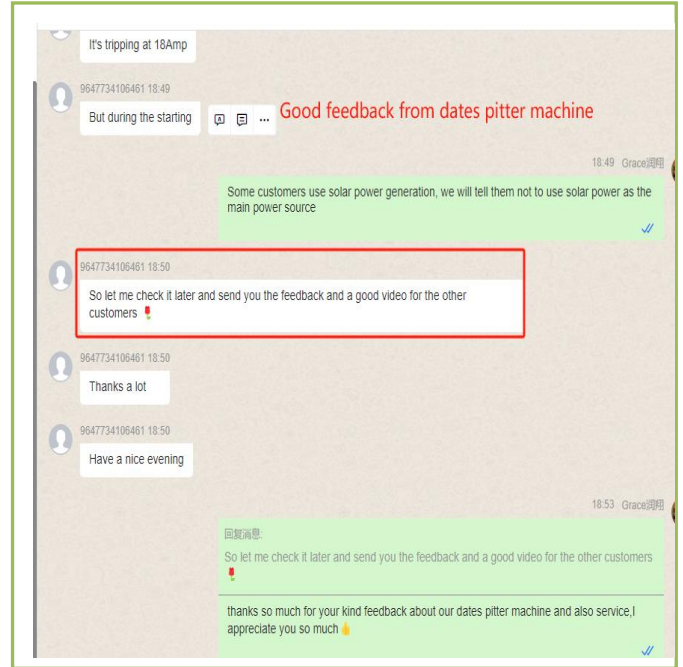 It's tripping at 18Amp
9647734106461 18:49
But during the starting
Good feedback from dates pitter machine
18:49 Grace润翔
Some customers use solar power generation, we will tell them not to use solar power as the
main power source
9647734106461 18:50
So let me check it later and send you the feedback and a good video for the other
customers 🌹
9647734106461 18:50
Thanks a lot
9647734106461 18:50
Have a nice evening
18:53 Grace润翔
回复消息:
So let me check it later and send you the feedback and a good video for the other customers
🌹
thanks so much for your kind feedback about our dates pitter machine and also service,I
appreciate you so much 👍